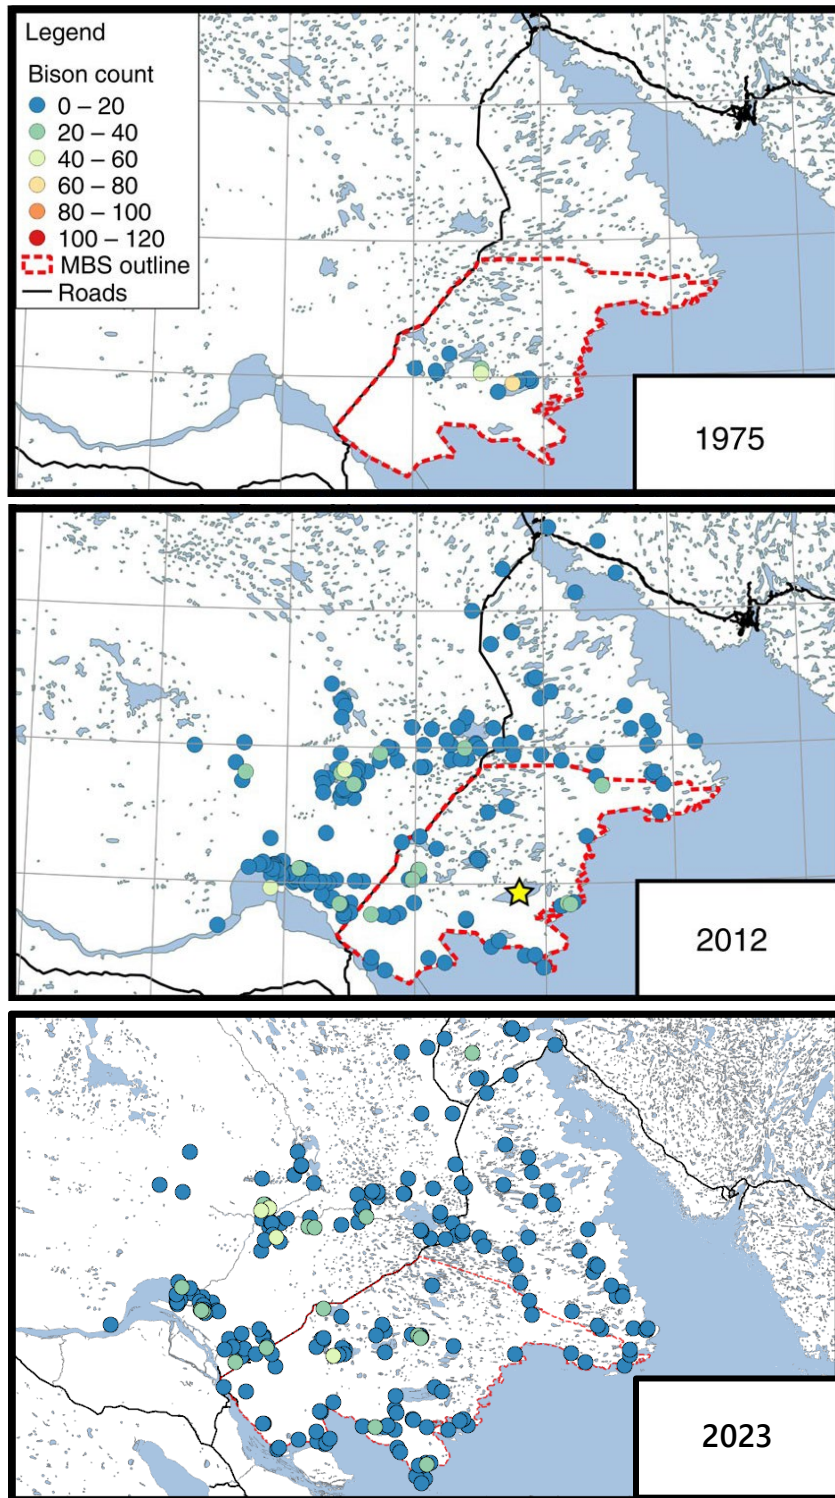 Legend
Bison count
0 – 20
20 – 40
40 – 60
60 – 80
80 – 100
100 – 120
MBS outline
Roads
1975
2012
2023